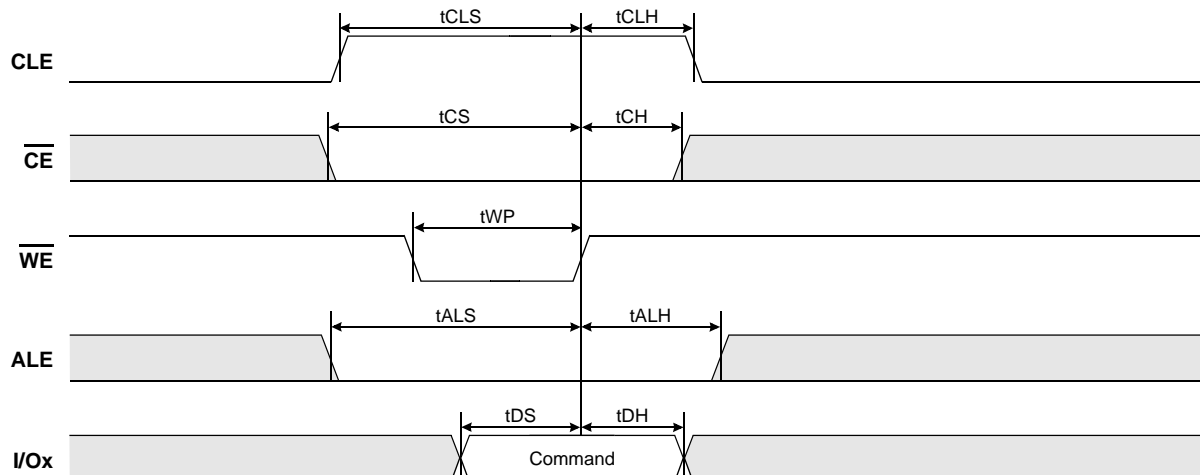 tCLS tCLH
CLE
tCS tCH
CE
tWP
WE
tALS tALH
ALE
tDS tDH
I/Ox Command